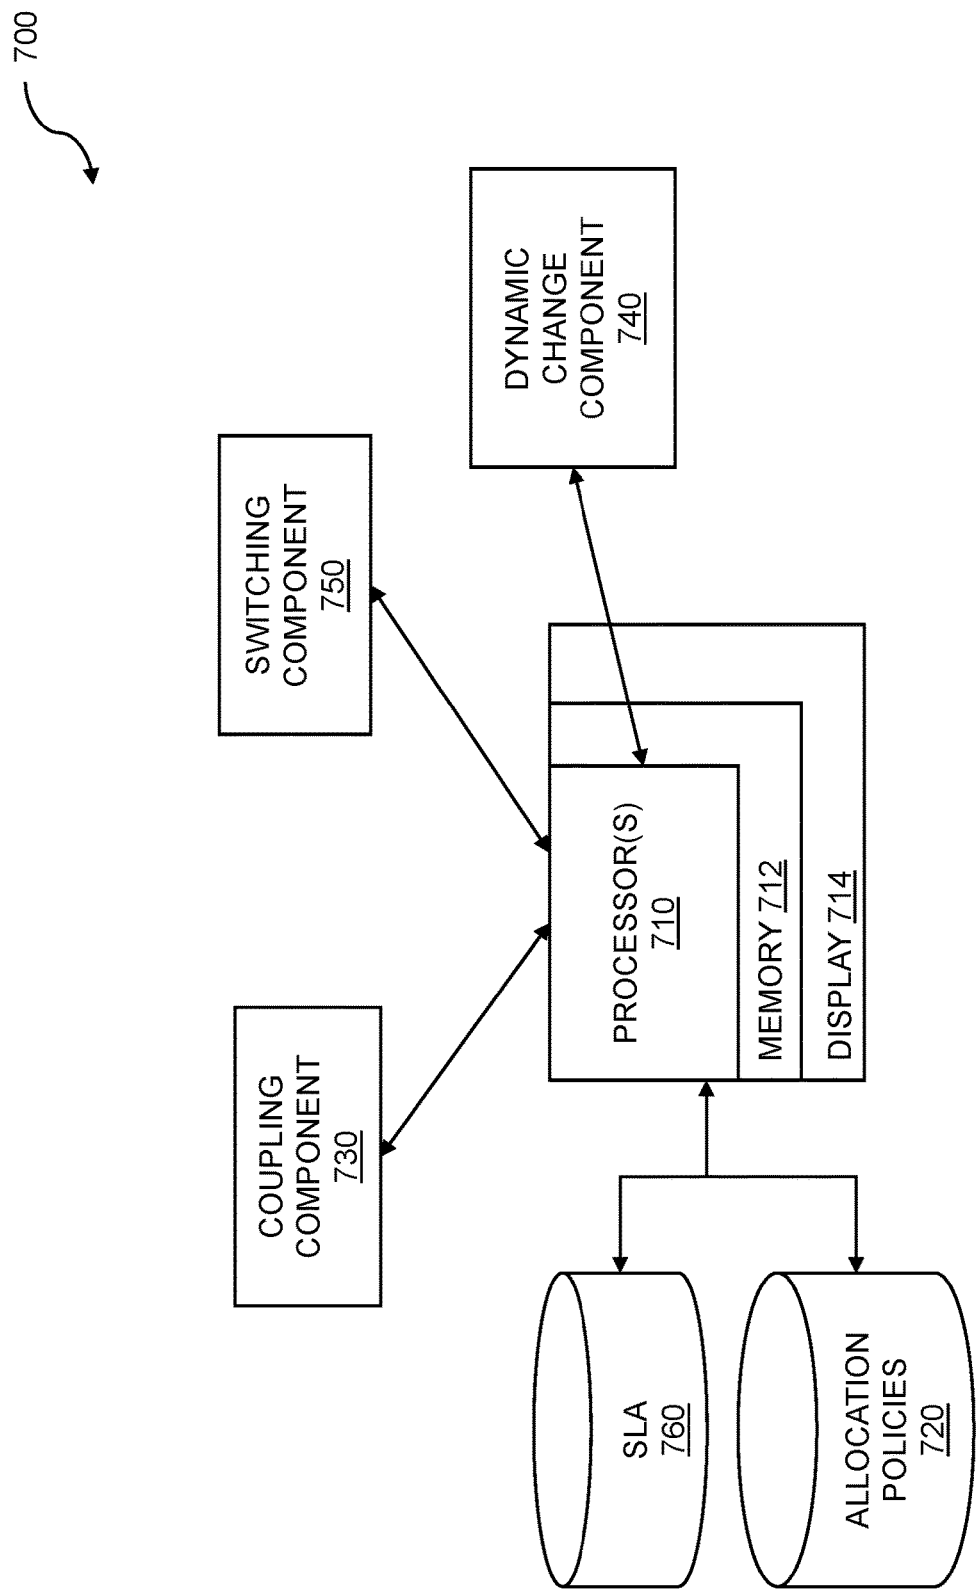 700
COUPLING
COMPONENT
730
SWITCHING
COMPONENT
750
DYNAMIC
CHANGE
COMPONENT
740
PROCESSOR(S)
710
MEMORY 712
DISPLAY 714
SLA
760
ALLOCATION
POLICIES
720